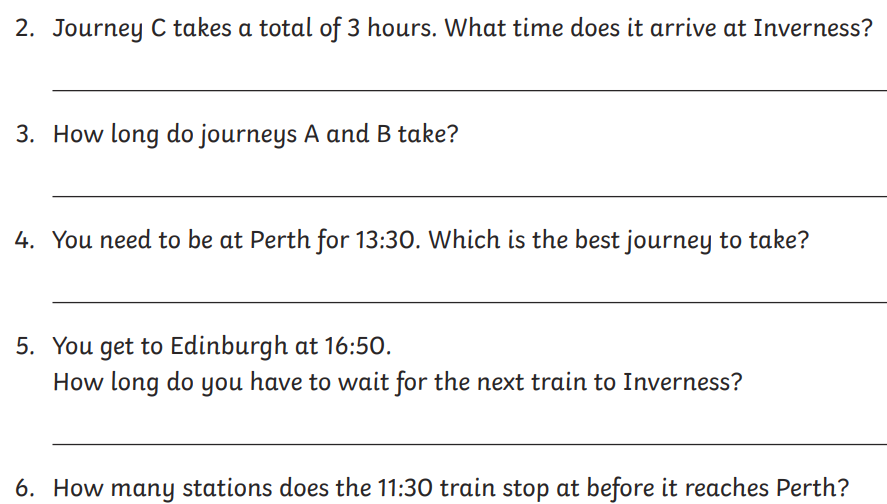 2. Journey C takes a total of 3 hours. What time does it arrive at Inverness?
3. How long do journeys A and B take?
4. You need to be at Perth for 13:30. Which is the best journey to take?
5. You get to Edinburgh at 16:50.
How long do you have to wait for the next train to Inverness?
6. How many stations does the 11:30 train stop at before it reaches Perth?